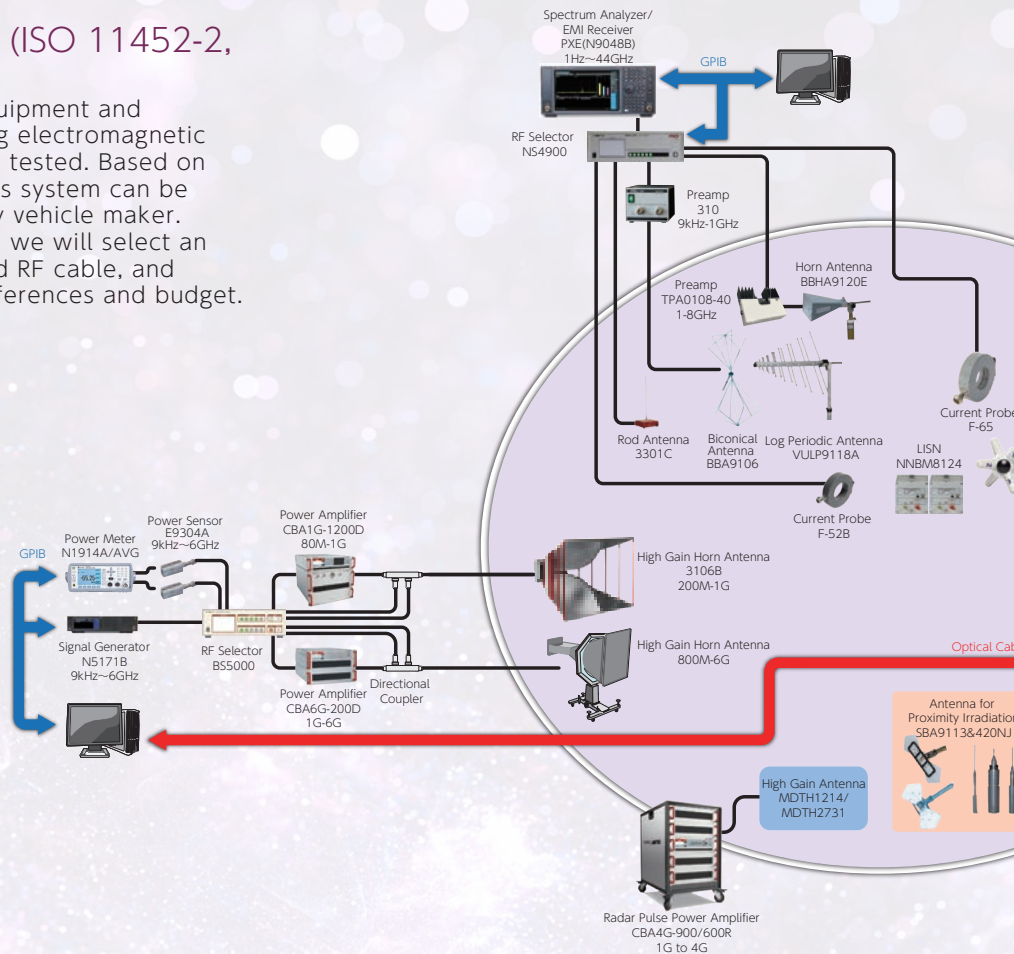 (ISO 11452-2,
uipment and
g electromagnetic
tested. Based on
s system can be
y vehicle maker.
we will select an
d RF cable, and
ferences and budget.
Spectrum Analyzer/
EMI Receiver
PXE(N9048B)
1Hz～44GHz
GPIB
RF Selector
NS4900
Preamp
310
9kHz-1GHz
Preamp
TPA0108-40
1-8GHz
Horn Antenna
BBHA9120E
Current Probe
F-65
Rod Antenna
3301C
Biconical
Antenna
BBA9106
Log Periodic Antenna
VULP9118A
LISN
NNBM8124
Current Probe
F-52B
GPIB
Power Meter
N1914A/AVG
Power Sensor
E9304A
9kHz～6GHz
Power Amplifier
CBA1G-1200D
80M-1G
High Gain Horn Antenna
3106B
200M-1G
Signal Generator
N5171B
9kHz～6GHz
RF Selector
BS5000
Power Amplifier
CBA6G-200D
1G-6G
Directional
Coupler
High Gain Horn Antenna
800M-6G
Optical Cab
Antenna for
Proximity Irradiation
SBA9113&420NJ
High Gain Antenna
MDTH1214/
MDTH2731
Radar Pulse Power Amplifier
CBA4G-900/600R
1G to 4G